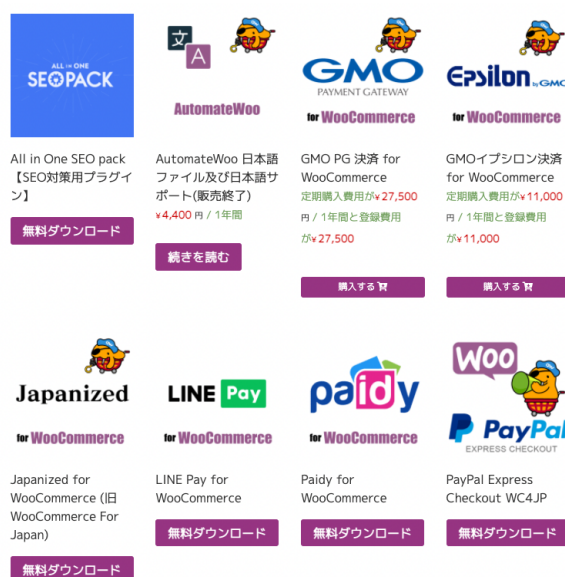 ALL IN ONE
SEOPACK
All in One SEO pack
【SEO対策用プラグイ
ン】
無料ダウンロード
文
A
AutomateWoo
AutomateWoo 日本語
ファイル及び日本語サ
ポート(販売終了)
¥4,400 円 / 1年間
続きを読む
GMO
PAYMENT GATEWAY
for WooCommerce
GMO PG 決済 for
WooCommerce
定期購入費用が¥27,500
円 / 1年間と登録費用
が¥27,500
購入する
EpsiLon by GMO
for WooCommerce
GMOイプシロン決済
for WooCommerce
定期購入費用が¥11,000
円 / 1年間と登録費用
が¥11,000
購入する
Japanized
for WooCommerce
Japanized for
WooCommerce (旧
WooCommerce For
Japan)
無料ダウンロード
LINE Pay
for WooCommerce
LINE Pay for
WooCommerce
無料ダウンロード
paidy
for WooCommerce
Paidy for
WooCommerce
無料ダウンロード
WOO
PayPal
EXPRESS CHECKOUT
PayPal Express
Checkout WC4JP
無料ダウンロード